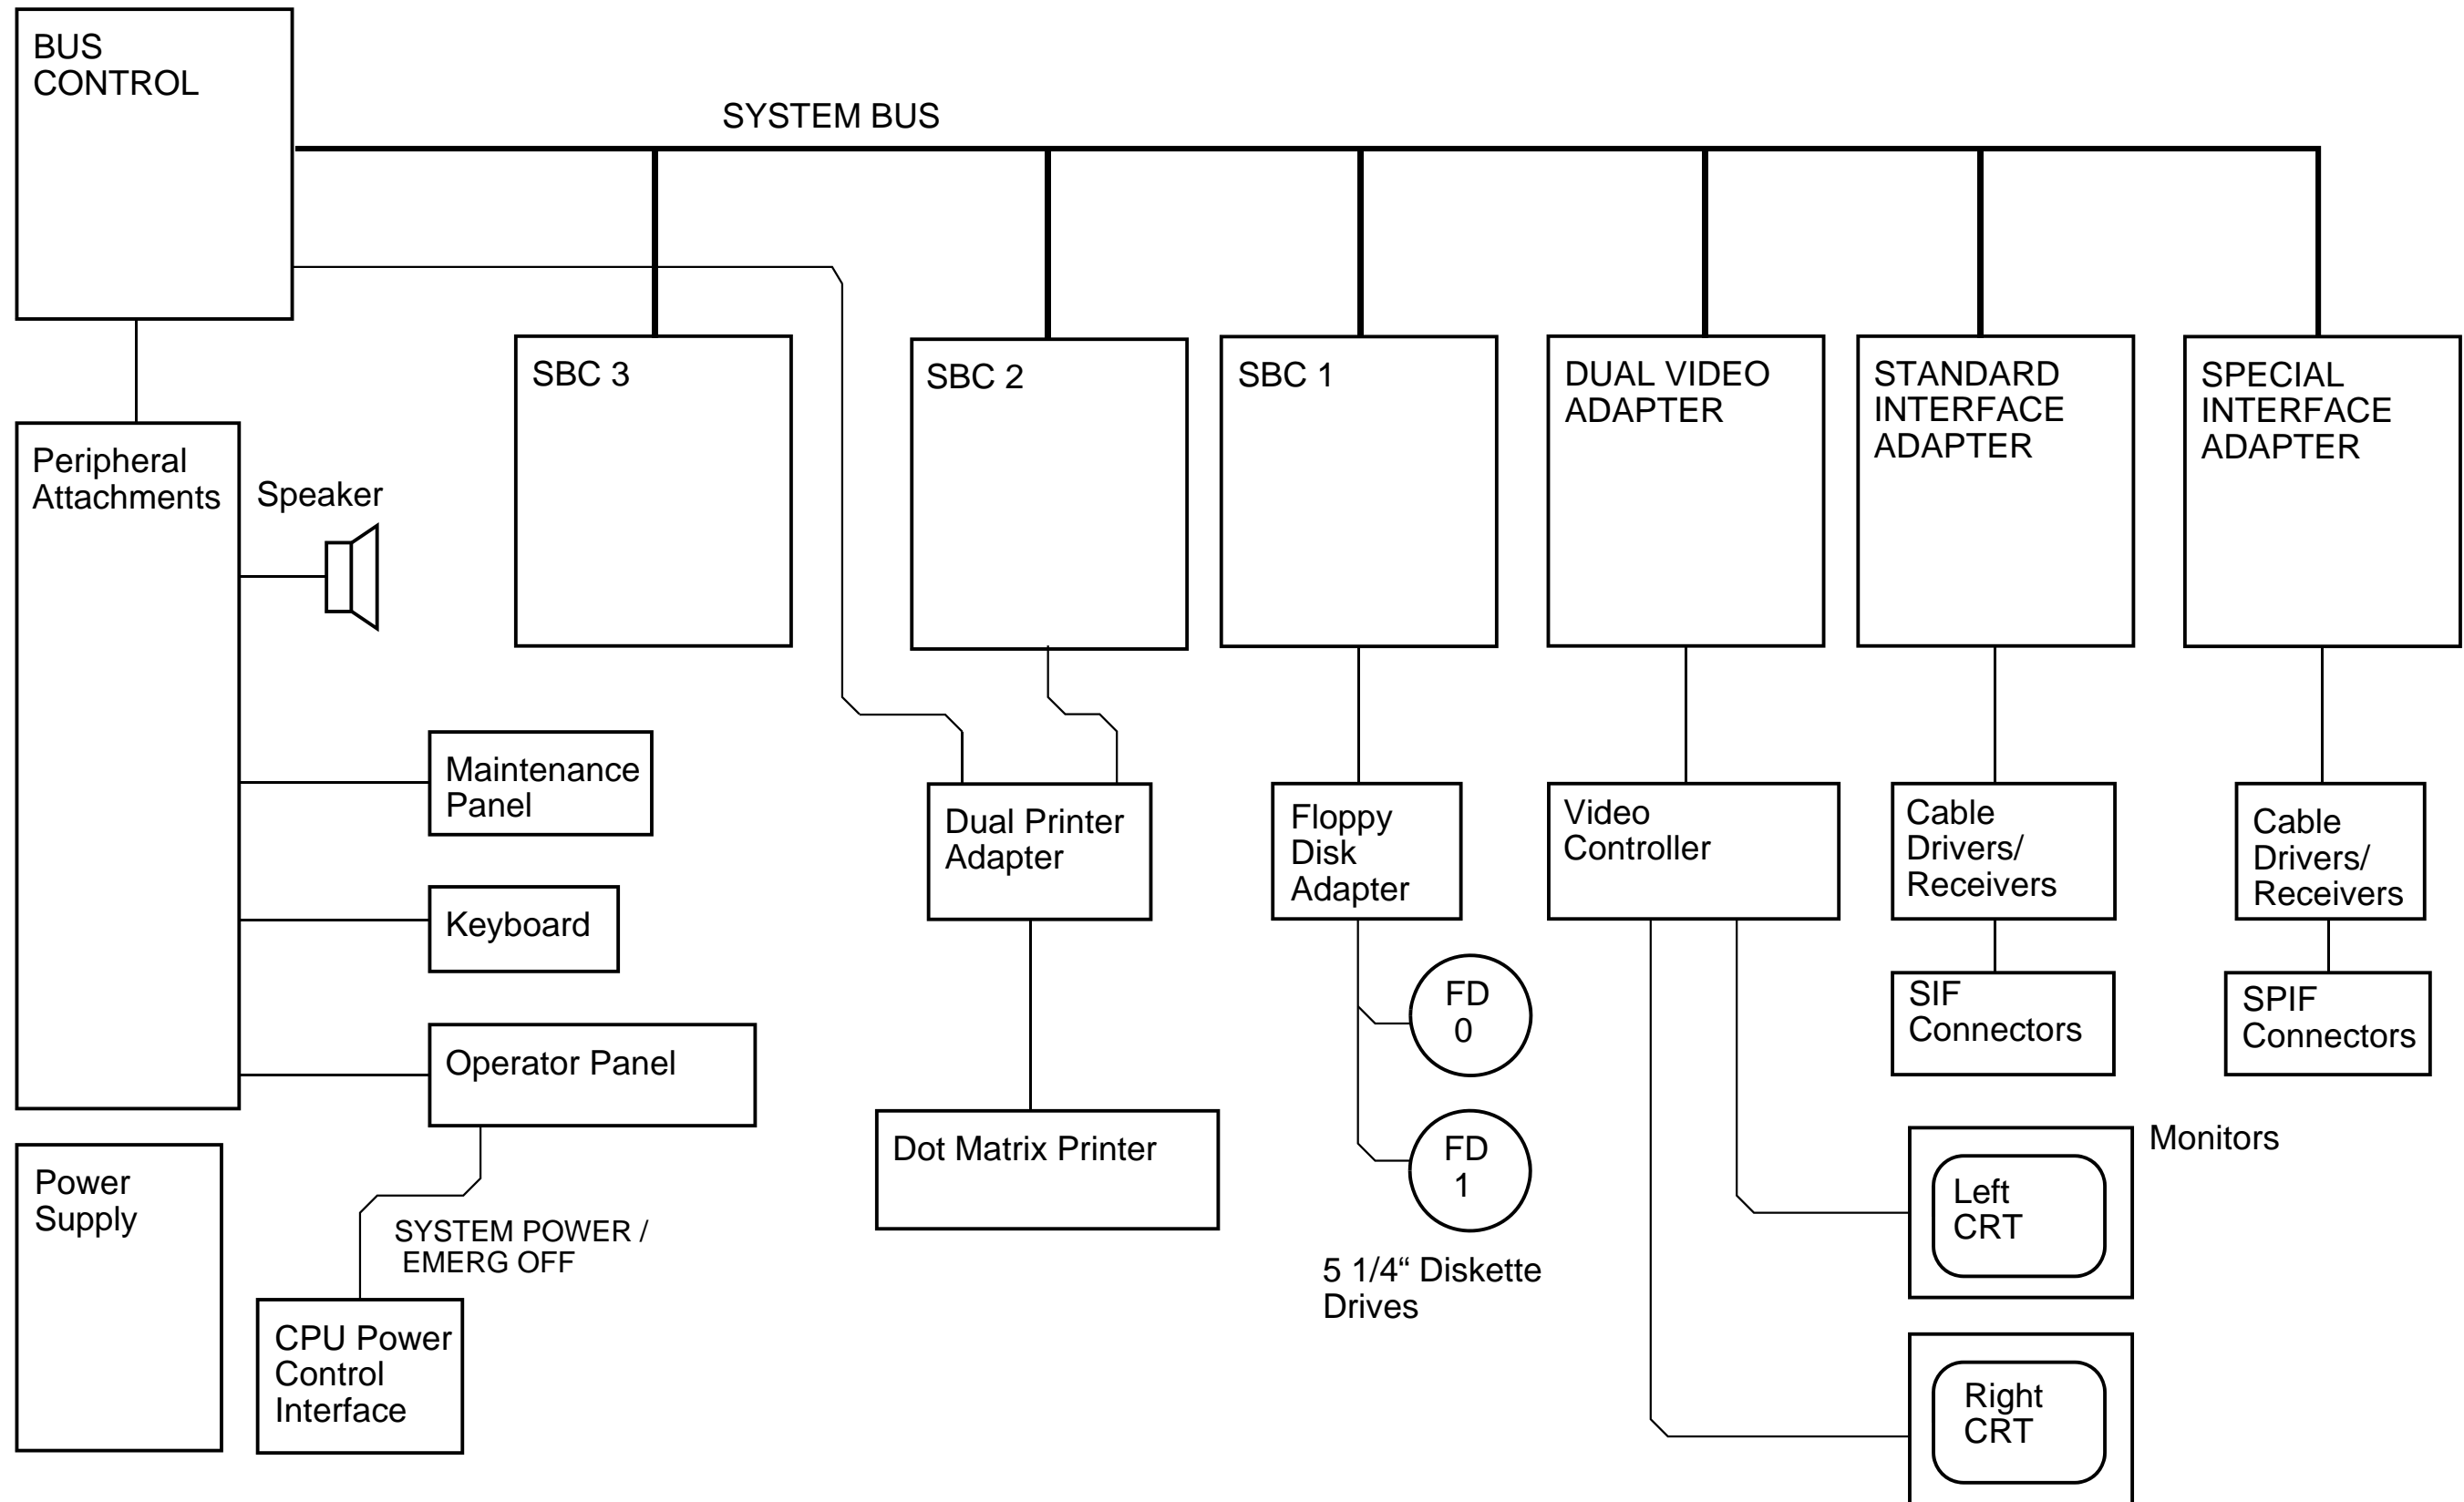 BUS
CONTROL
SYSTEM BUS
SBC 3
SBC 2
SBC 1
DUAL VIDEO
ADAPTER
STANDARD
INTERFACE
ADAPTER
SPECIAL
INTERFACE
ADAPTER
Peripheral
Attachments
Speaker
Maintenance
Panel
Keyboard
Operator Panel
Dual Printer
Adapter
Floppy
Disk
Adapter
Video
Controller
Cable
Drivers/
Receivers
Cable
Drivers/
Receivers
FD
0
SIF
Connectors
SPIF
Connectors
Dot Matrix Printer
FD
1
Monitors
Left
CRT
Power
Supply
SYSTEM POWER /
EMERG OFF
5 1/4“ Diskette
Drives
CPU Power
Control
Interface
Right
CRT